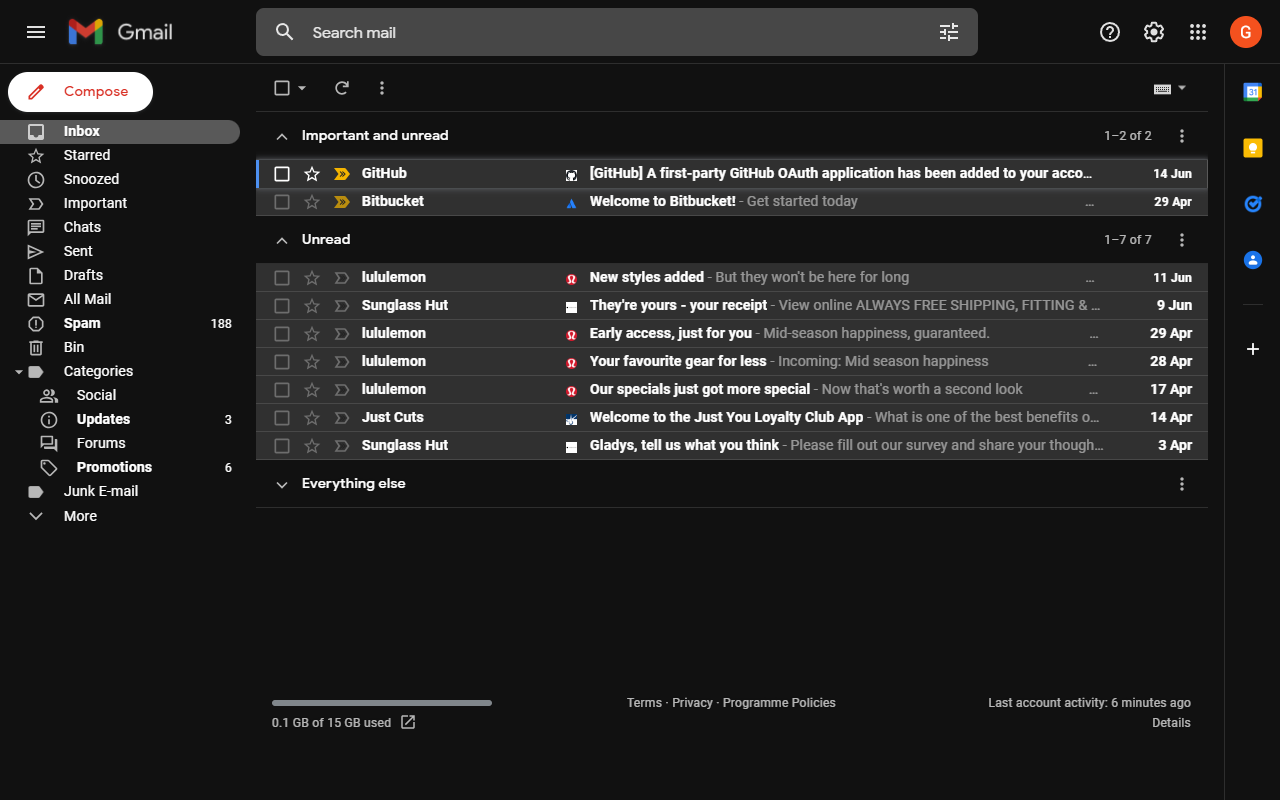 Gmail
Search mail
G
Compose
Inbox
Starred
Snoozed
Important
Chats
Sent
Drafts
All Mail
Spam 188
Bin
Categories
Social
Updates 3
Forums
Promotions 6
Junk E-mail
More
Important and unread 1–2 of 2
GitHub [GitHub] A first-party GitHub OAuth application has been added to your acco… 14 Jun
Bitbucket Welcome to Bitbucket! - Get started today … 29 Apr
Unread 1–7 of 7
lululemon New styles added - But they won't be here for long … 11 Jun
Sunglass Hut They're yours - your receipt - View online ALWAYS FREE SHIPPING, FITTING & … 9 Jun
lululemon Early access, just for you - Mid-season happiness, guaranteed. … 29 Apr
lululemon Your favourite gear for less - Incoming: Mid season happiness … 28 Apr
lululemon Our specials just got more special - Now that's worth a second look … 17 Apr
Just Cuts Welcome to the Just You Loyalty Club App - What is one of the best benefits o… 14 Apr
Sunglass Hut Gladys, tell us what you think - Please fill out our survey and share your though… 3 Apr
Everything else
0.1 GB of 15 GB used
Terms · Privacy · Programme Policies
Last account activity: 6 minutes ago
Details
31